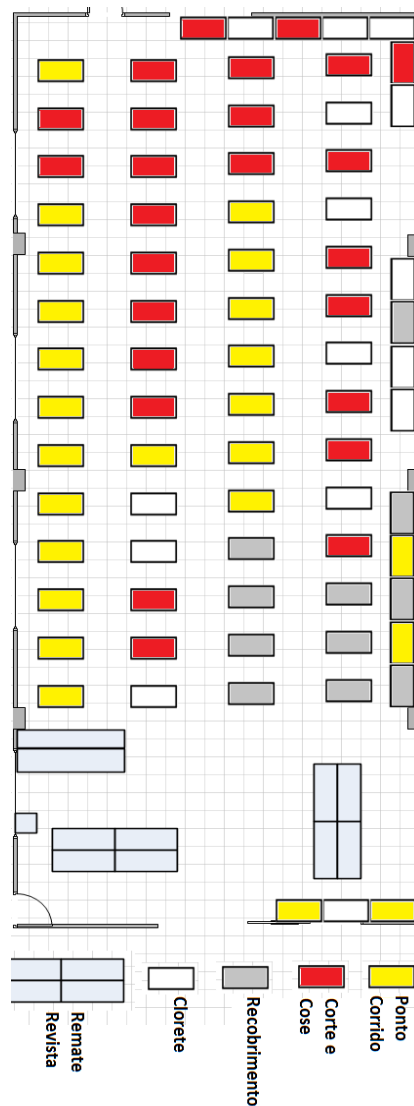 Ponto
Corrido
Corte e
Cose
Recobrimento
Clorete
Remate
Revista